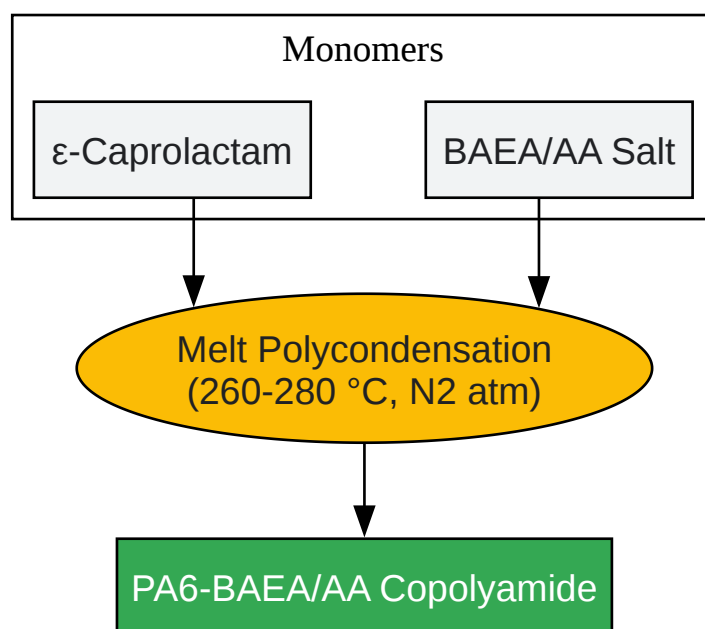 Monomers
ε-Caprolactam
BAEA/AA Salt
Melt Polycondensation
(260-280 °C, N2 atm)
PA6-BAEA/AA Copolyamide